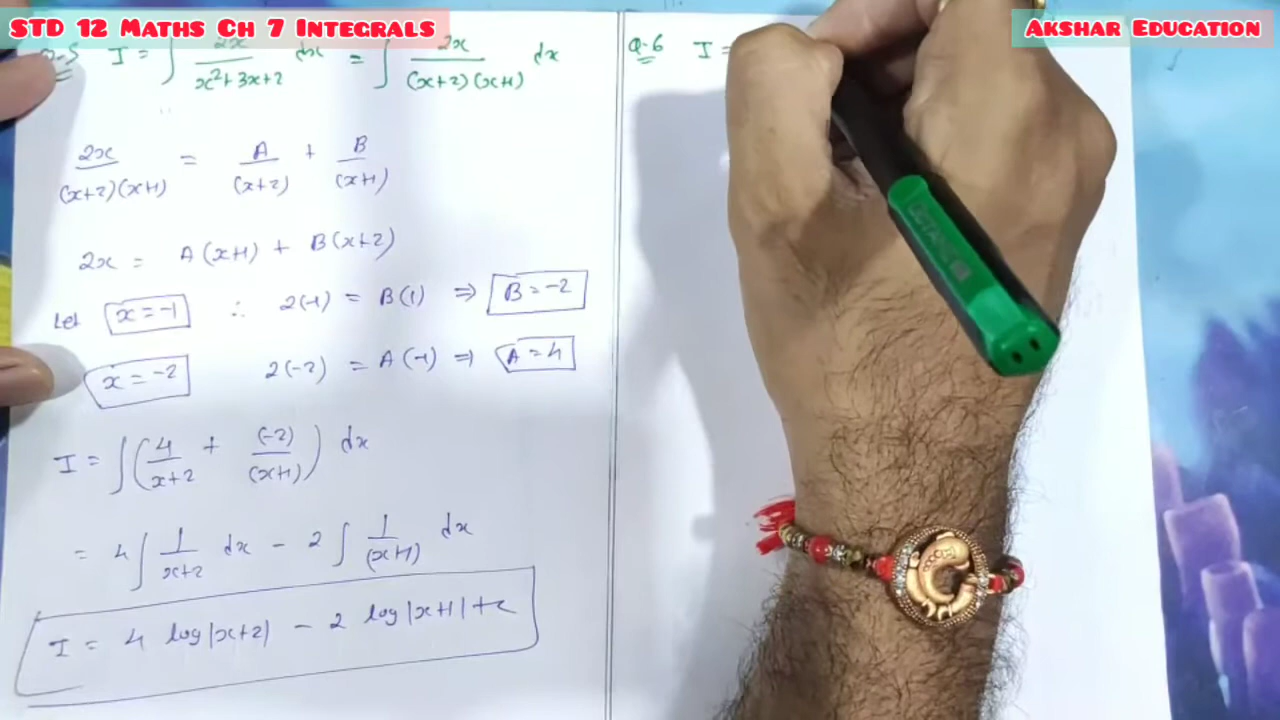 STD 12 Maths Ch 7 Integrals
Akshar Education
Q-5 I = ∫ 2x/(x²+3x+2) dx = ∫ 2x/((x+2)(x+1)) dx
2x/((x+2)(x+1)) = A/(x+2) + B/(x+1)
2x = A(x+1) + B(x+2)
Let x=-1 ∴ 2(-1) = B(1) ⇒ B=-2
x=-2 2(-2) = A(-1) ⇒ A=4
I = ∫(4/(x+2) + (-2)/(x+1)) dx
= 4∫ 1/(x+2) dx - 2∫ 1/(x+1) dx
I = 4 log|x+2| - 2 log|x+1| + c
Q-6 I =